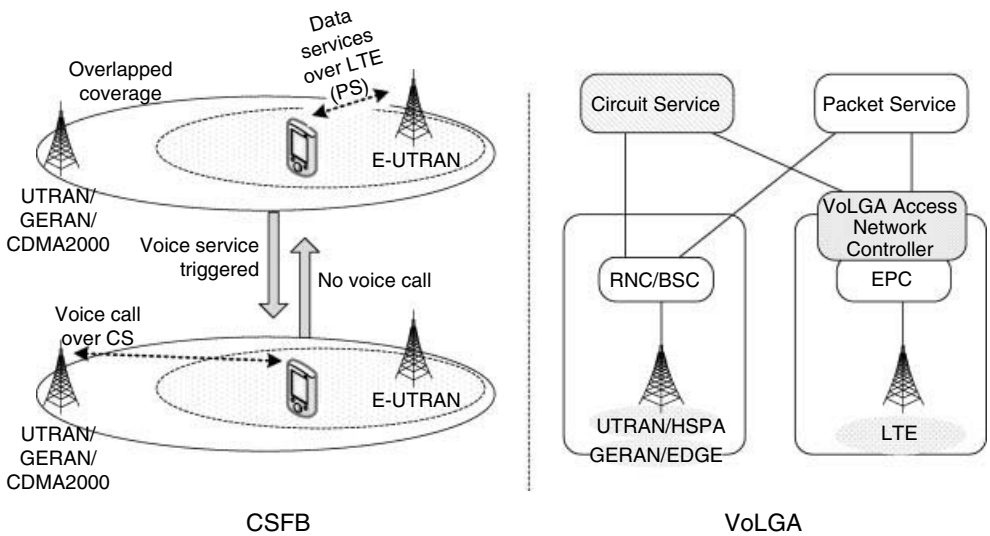 Data
services
over LTE
(PS)
Overlapped
coverage
E-UTRAN
UTRAN/
GERAN/
CDMA2000
Voice service
triggered
No voice call
Voice call
over CS
E-UTRAN
UTRAN/
GERAN/
CDMA2000
CSFB
Circuit Service
Packet Service
VoLGA Access
Network
Controller
RNC/BSC
EPC
UTRAN/HSPA
GERAN/EDGE
LTE
VoLGA